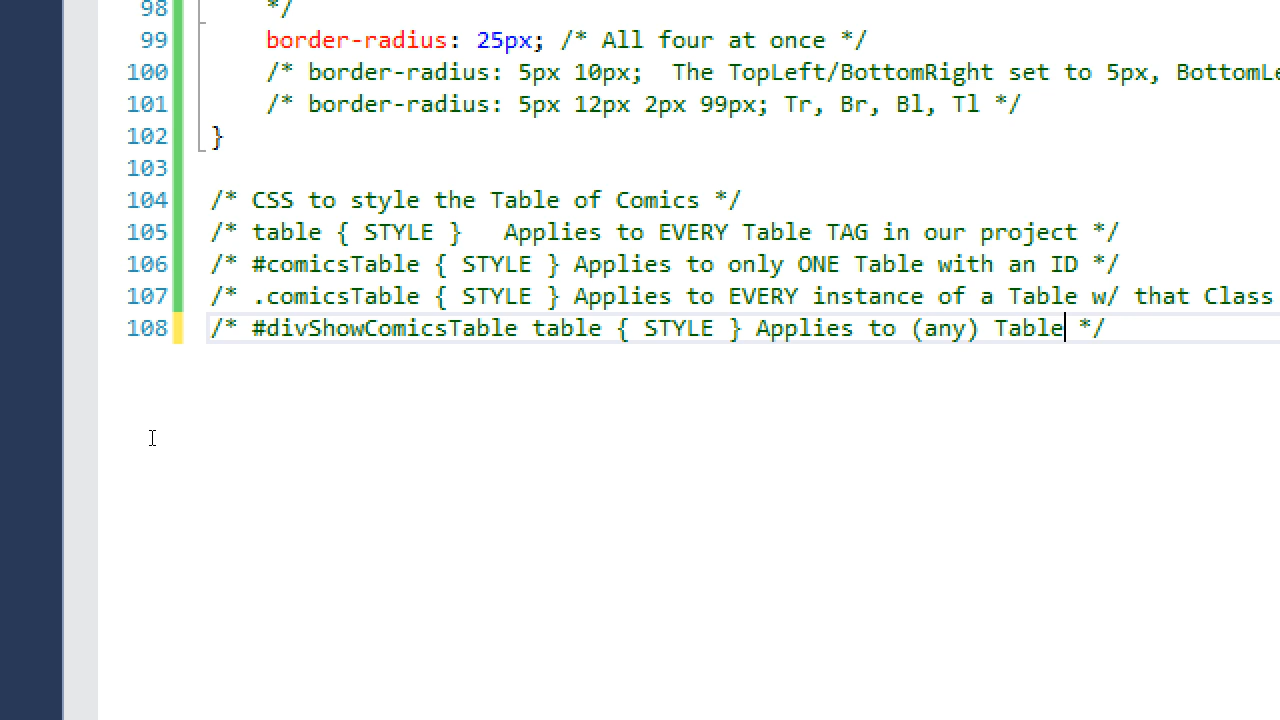 98 */
99 border-radius: 25px; /* All four at once */
100 /* border-radius: 5px 10px;  The TopLeft/BottomRight set to 5px,
101 /* border-radius: 5px 12px 2px 99px; Tr, Br, Bl, Tl */
102 }
103
104 /* CSS to style the Table of Comics */
105 /* table { STYLE }   Applies to EVERY Table TAG in our project */
106 /* #comicsTable { STYLE } Applies to only ONE Table with an ID */
107 /* .comicsTable { STYLE } Applies to EVERY instance of a Table w/ that Class
108 /* #divShowComicsTable table { STYLE } Applies to (any) Table */